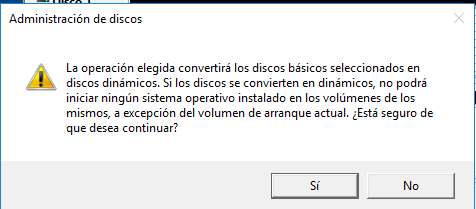 Disco 1
Administración de discos
La operación elegida convertirá los discos básicos seleccionados en
discos dinámicos. Si los discos se convierten en dinámicos, no podrá
iniciar ningún sistema operativo instalado en los volúmenes de los
mismos, a excepción del volumen de arranque actual. ¿Está seguro de
que desea continuar?
Sí
No